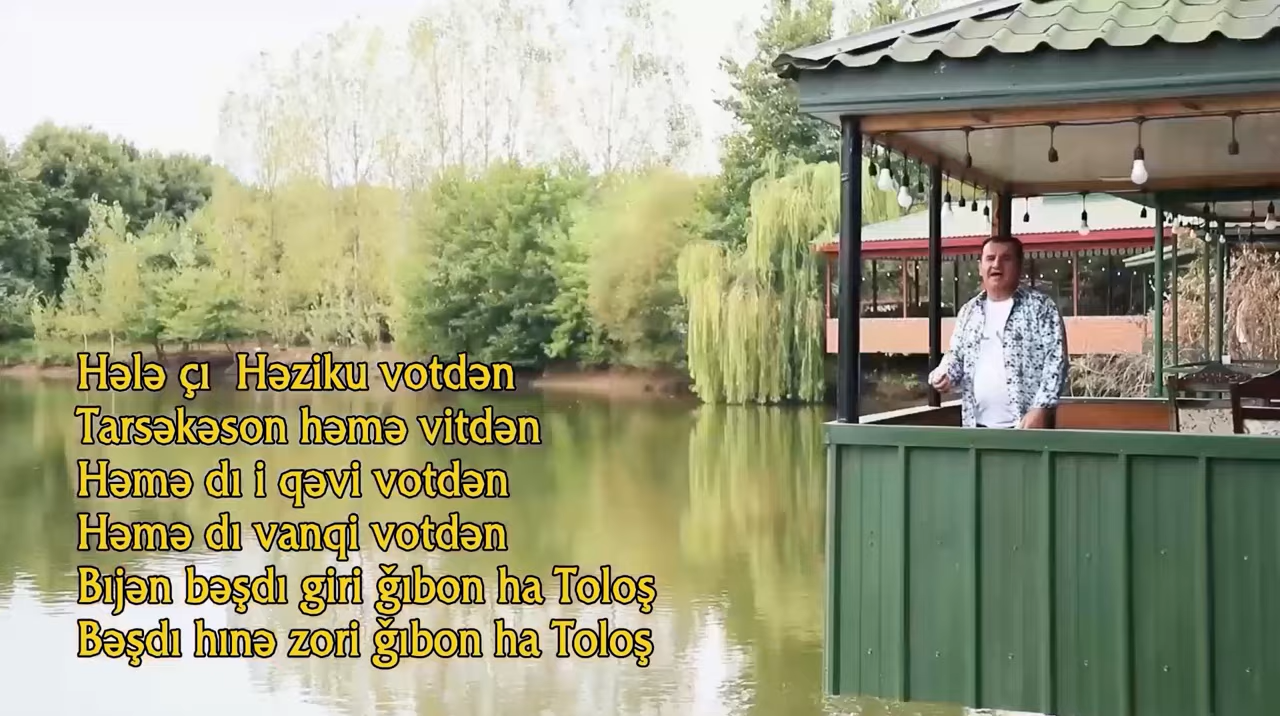 Hələ çı Həziku votdən
Tarsəkəson həmə vitdən
Həmə dı i qəvi votdən
Həmə dı vanqi votdən
Bıjən bəşdı giri ğıbon ha Toloş
Bəşdı hınə zori ğıbon ha Toloş